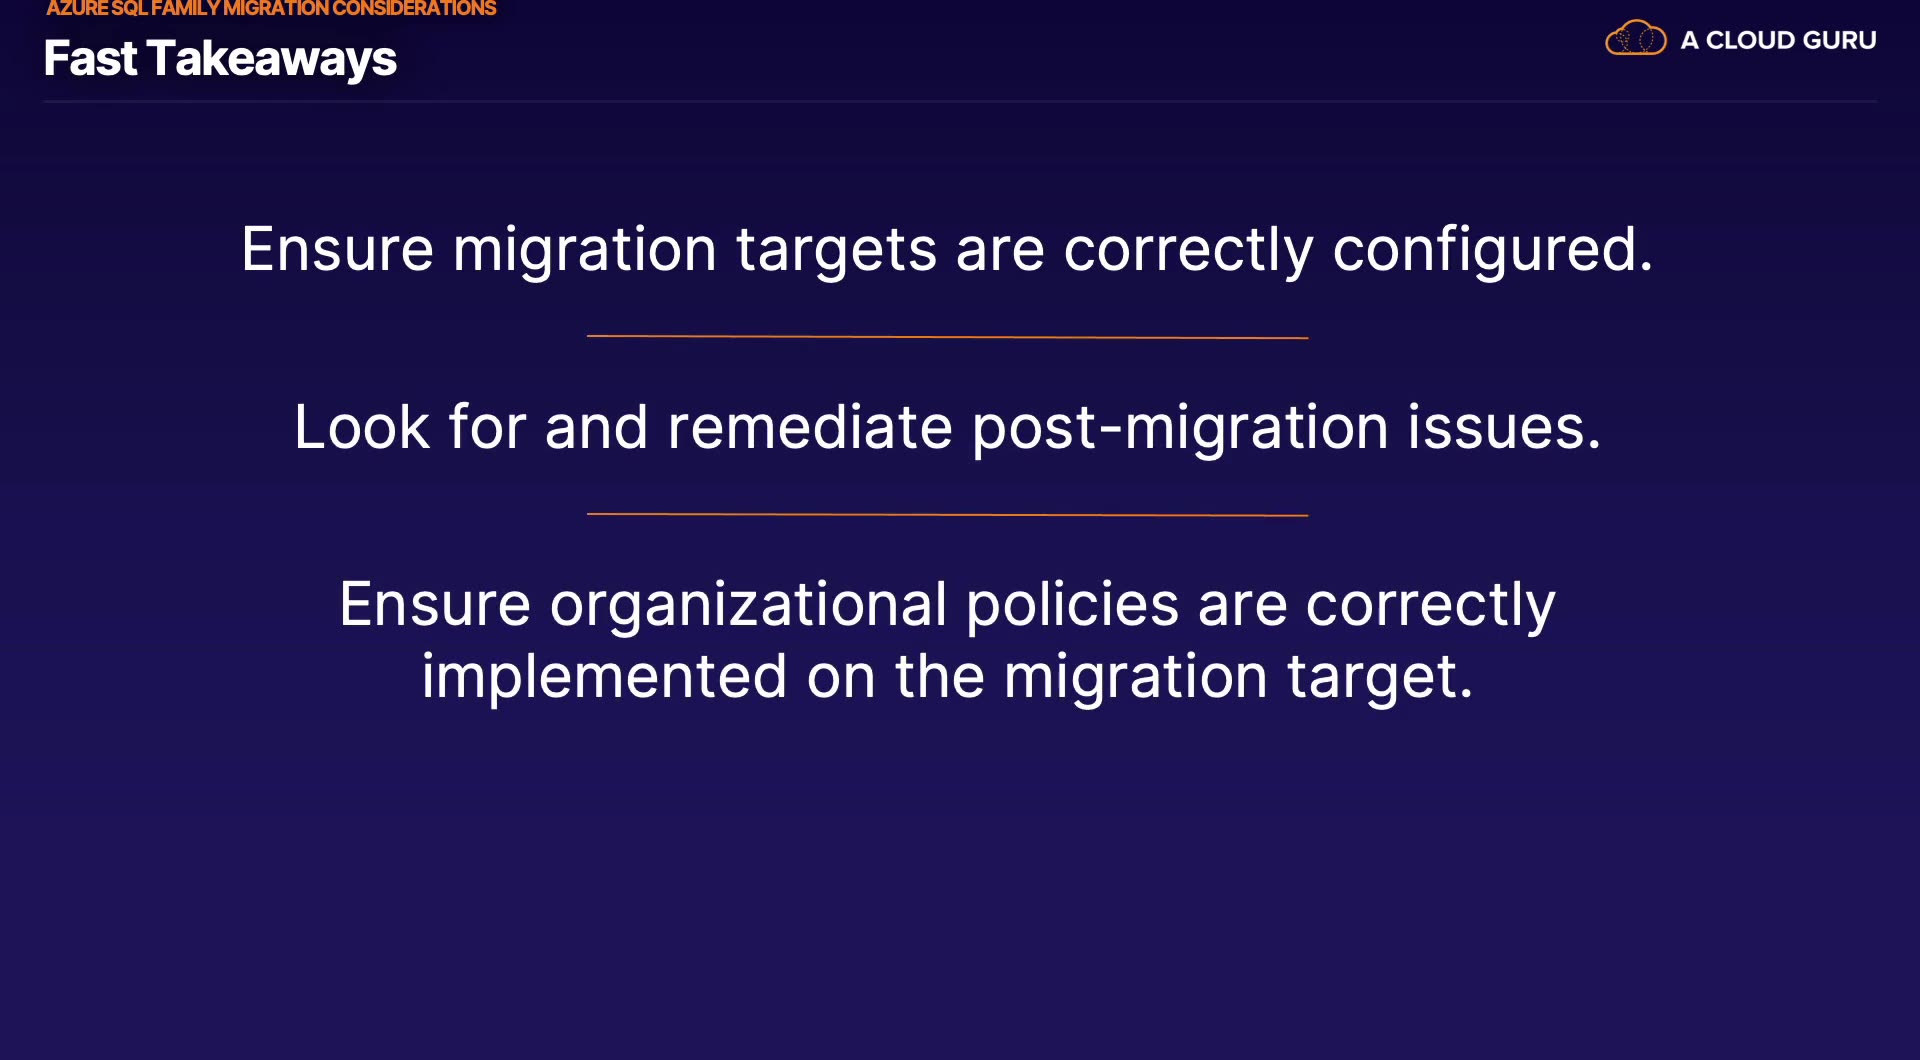 AZURE SQL FAMILY MIGRATION CONSIDERATIONS
Fast Takeaways
A CLOUD GURU
Ensure migration targets are correctly configured.
Look for and remediate post-migration issues.
Ensure organizational policies are correctly
implemented on the migration target.